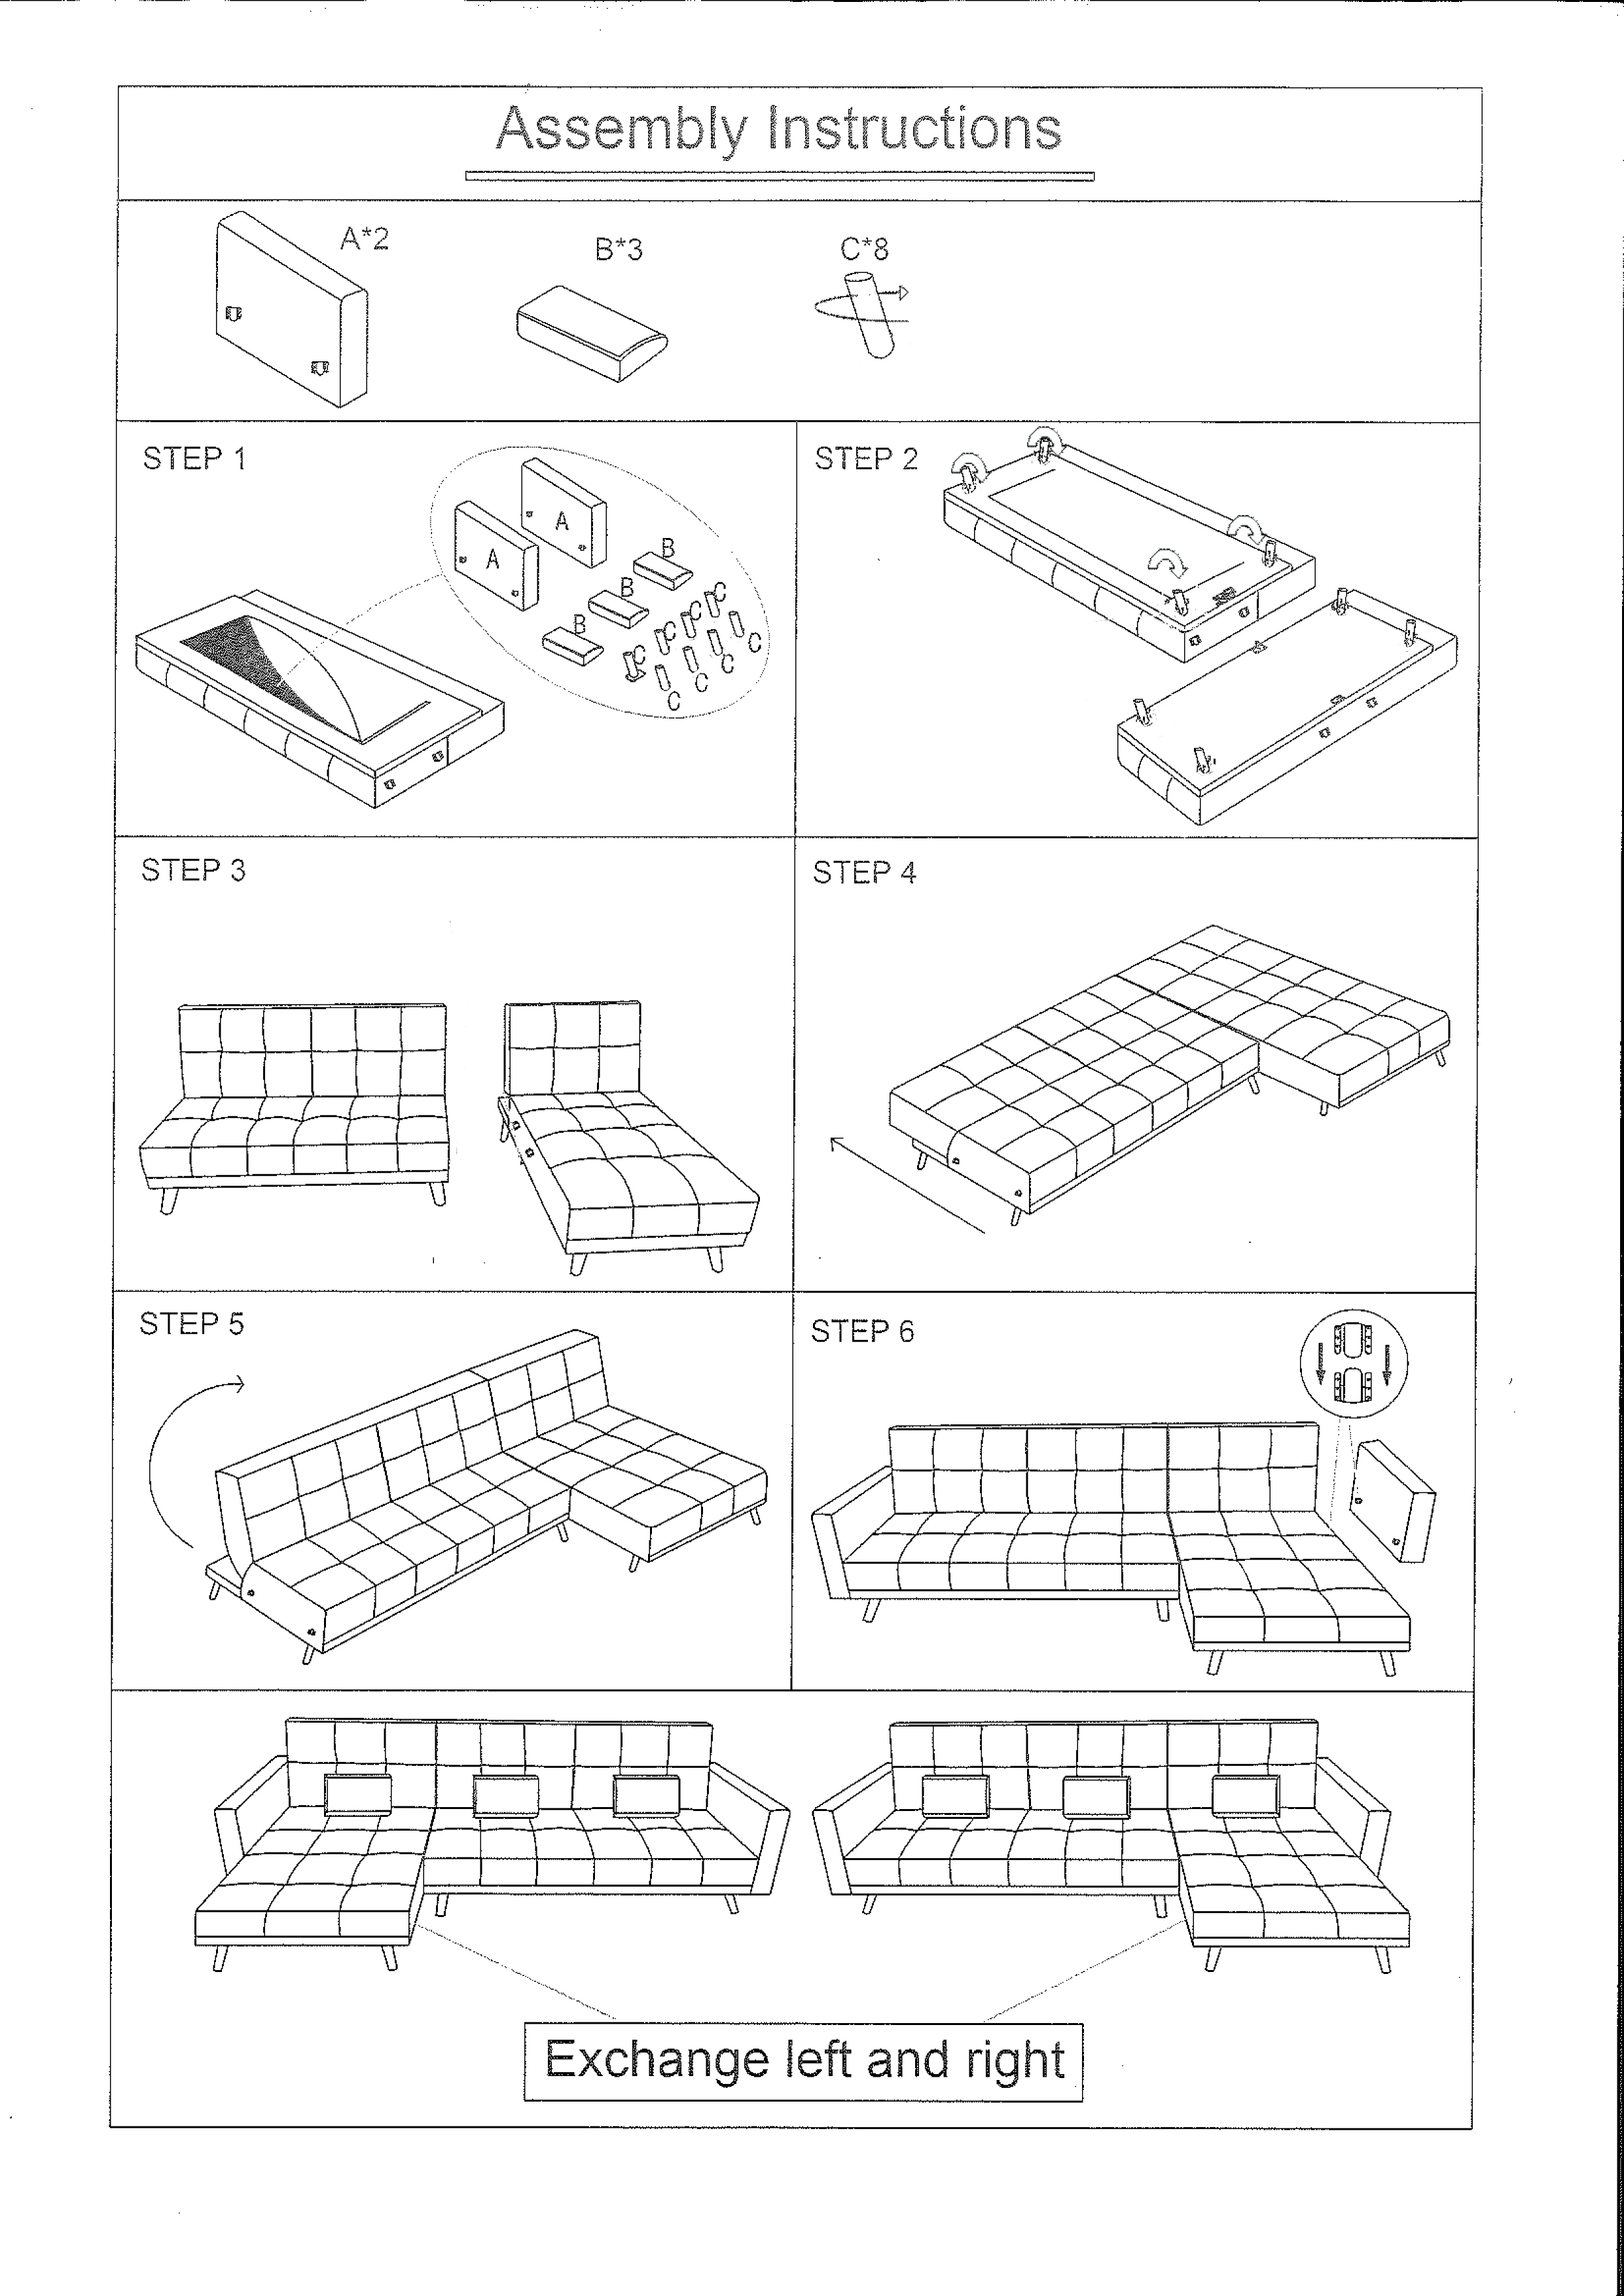 Assembly Instructions
A*2
B*3
C*8
STEP 1
A
A
B
B
B
C
C
C
C
C
C
C
C
STEP 2
STEP 3
STEP 4
STEP 5
STEP 6
Exchange left and right